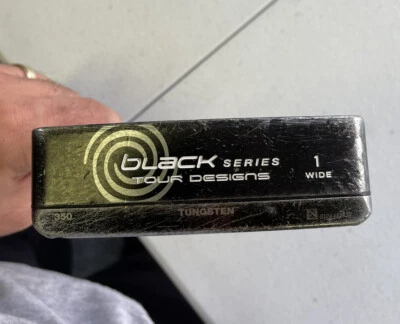 black SERIES 1
TOUR DESIGNS WIDE
350 TUNGSTEN